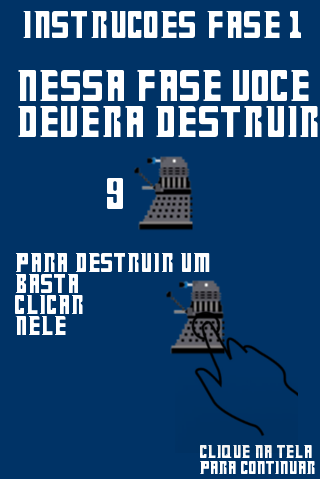 INSTRUCOES FASE 1
NESSA FASE VOCE
DEVERA DESTRUIR
9
PARA DESTRUIR UM
BASTA
CLICAR
NELE
CLIQUE NA TELA
PARA CONTINUAR